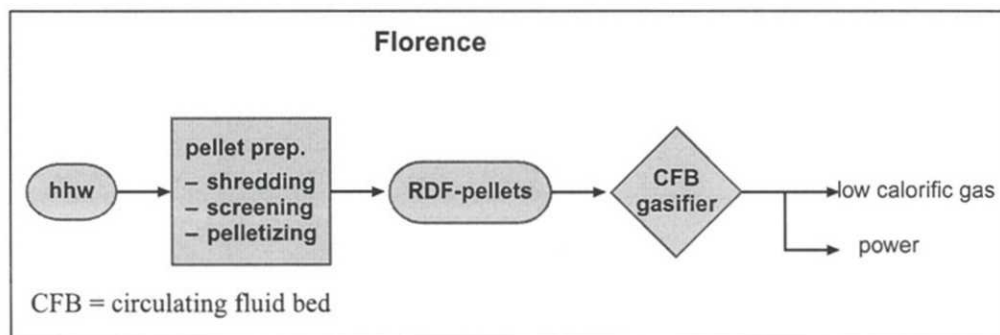 Florence
hhw
pellet prep.
– shredding
– screening
– pelletizing
RDF-pellets
CFB
gasifier
low calorific gas
power
CFB = circulating fluid bed